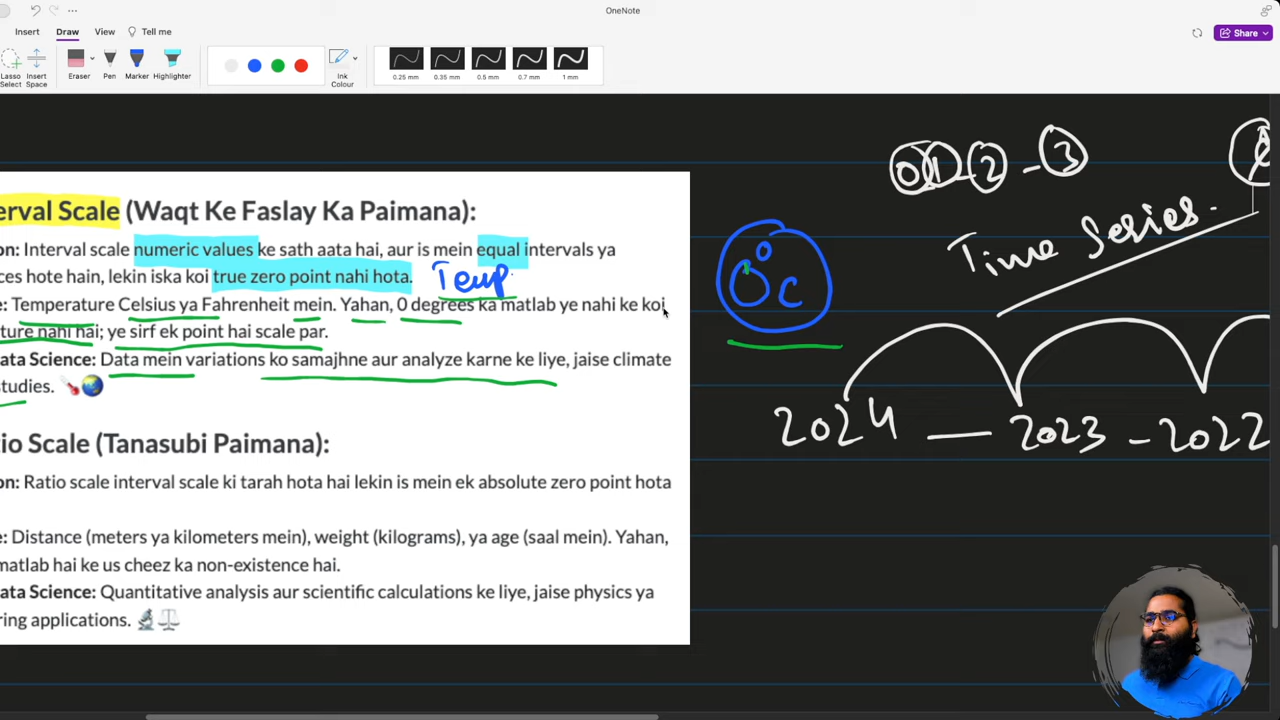 OneNote
Insert
Draw
View
Tell me
Share
Eraser
Pen
Marker
Highlighter
Lasso
Select
Insert
Space
Ink
Colour
0.25 mm
0.35 mm
0.5 mm
0.7 mm
1 mm
erval Scale (Waqt Ke Faslay Ka Paimana):
on: Interval scale numeric values ke sath aata hai, aur is mein equal intervals ya
ces hote hain, lekin iska koi true zero point nahi hota. Temp
e: Temperature Celsius ya Fahrenheit mein. Yahan, 0 degrees ka matlab ye nahi ke koi
ture nahi hai; ye sirf ek point hai scale par.
ata Science: Data mein variations ko samajhne aur analyze karne ke liye, jaise climate
studies.
io Scale (Tanasubi Paimana):
on: Ratio scale interval scale ki tarah hota hai lekin is mein ek absolute zero point hota
e: Distance (meters ya kilometers mein), weight (kilograms), ya age (saal mein). Yahan,
matlab hai ke us cheez ka non-existence hai.
ata Science: Quantitative analysis aur scientific calculations ke liye, jaise physics ya
ring applications.
0 1 - 2 - 3
Time Series.
0°C
2024 — 2023 - 2022